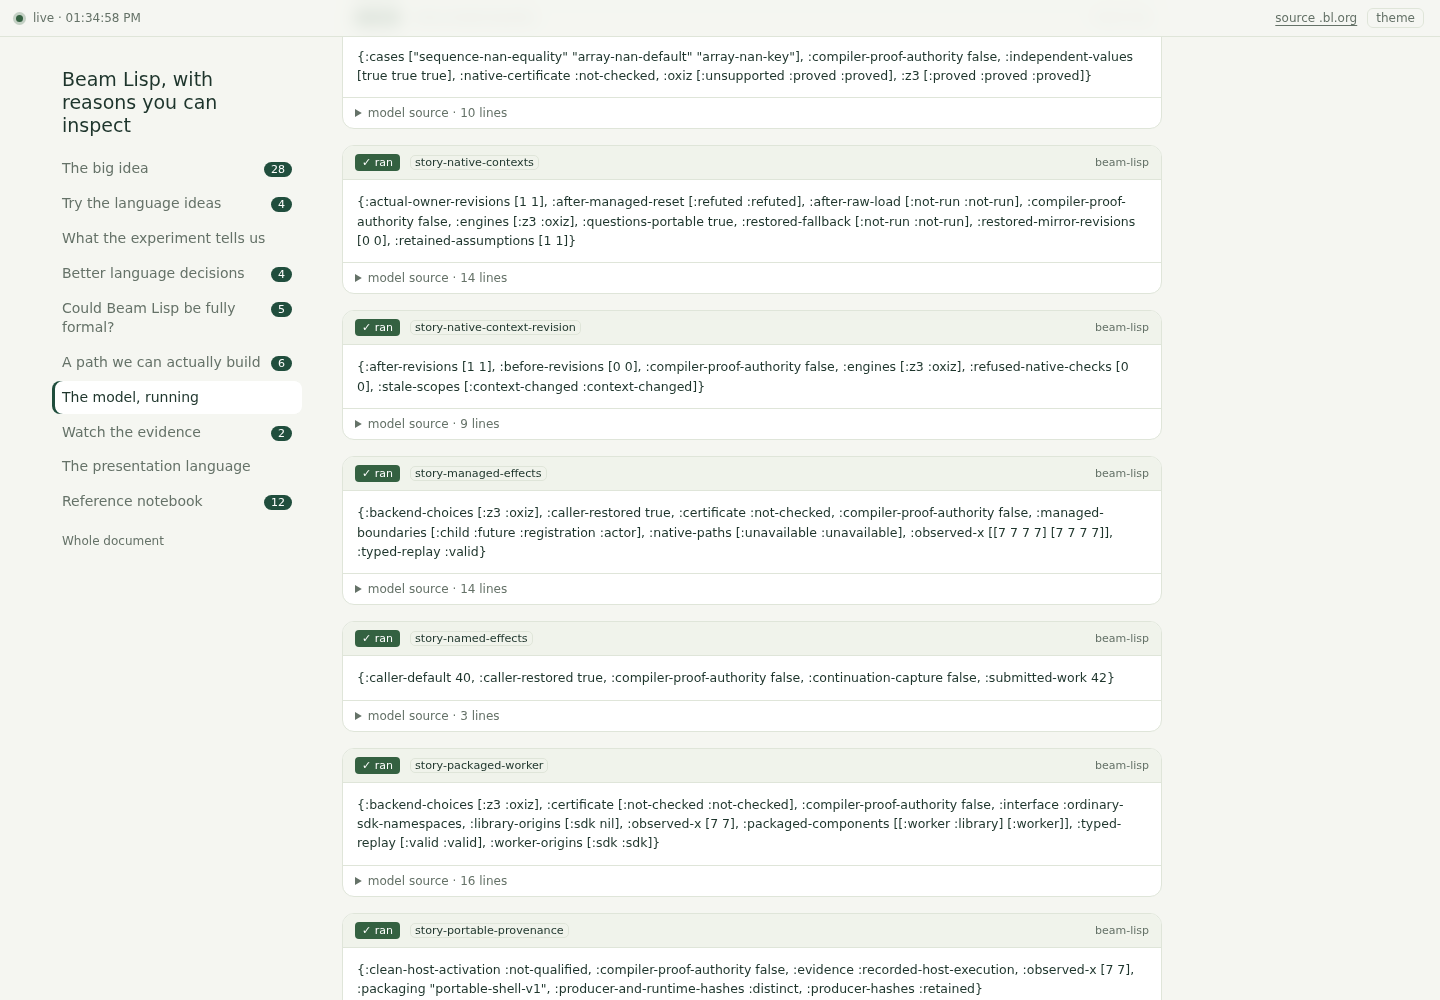 live · 01:34:58 PM
source .bl.org
theme
Beam Lisp, with
reasons you can
inspect
The big idea
28
Try the language ideas
4
What the experiment tells us
Better language decisions
4
Could Beam Lisp be fully
formal?
5
A path we can actually build
6
The model, running
Watch the evidence
2
The presentation language
Reference notebook
12
Whole document
{:cases ["sequence-nan-equality" "array-nan-default" "array-nan-key"], :compiler-proof-authority false, :independent-values
[true true true], :native-certificate :not-checked, :oxiz [:unsupported :proved :proved], :z3 [:proved :proved :proved]}
▶ model source · 10 lines
✓ ran
story-native-contexts
beam-lisp
{:actual-owner-revisions [1 1], :after-managed-reset [:refuted :refuted], :after-raw-load [:not-run :not-run], :compiler-proof-
authority false, :engines [:z3 :oxiz], :questions-portable true, :restored-fallback [:not-run :not-run], :restored-mirror-revisions
[0 0], :retained-assumptions [1 1]}
▶ model source · 14 lines
✓ ran
story-native-context-revision
beam-lisp
{:after-revisions [1 1], :before-revisions [0 0], :compiler-proof-authority false, :engines [:z3 :oxiz], :refused-native-checks [0
0], :stale-scopes [:context-changed :context-changed]}
▶ model source · 9 lines
✓ ran
story-managed-effects
beam-lisp
{:backend-choices [:z3 :oxiz], :caller-restored true, :certificate :not-checked, :compiler-proof-authority false, :managed-
boundaries [:child :future :registration :actor], :native-paths [:unavailable :unavailable], :observed-x [[7 7 7 7] [7 7 7 7]],
:typed-replay :valid}
▶ model source · 14 lines
✓ ran
story-named-effects
beam-lisp
{:caller-default 40, :caller-restored true, :compiler-proof-authority false, :continuation-capture false, :submitted-work 42}
▶ model source · 3 lines
✓ ran
story-packaged-worker
beam-lisp
{:backend-choices [:z3 :oxiz], :certificate [:not-checked :not-checked], :compiler-proof-authority false, :interface :ordinary-
sdk-namespaces, :library-origins [:sdk nil], :observed-x [7 7], :packaged-components [[:worker :library] [:worker]], :typed-
replay [:valid :valid], :worker-origins [:sdk :sdk]}
▶ model source · 16 lines
✓ ran
story-portable-provenance
beam-lisp
{:clean-host-activation :not-qualified, :compiler-proof-authority false, :evidence :recorded-host-execution, :observed-x [7 7],
:packaging "portable-shell-v1", :producer-and-runtime-hashes :distinct, :producer-hashes :retained}